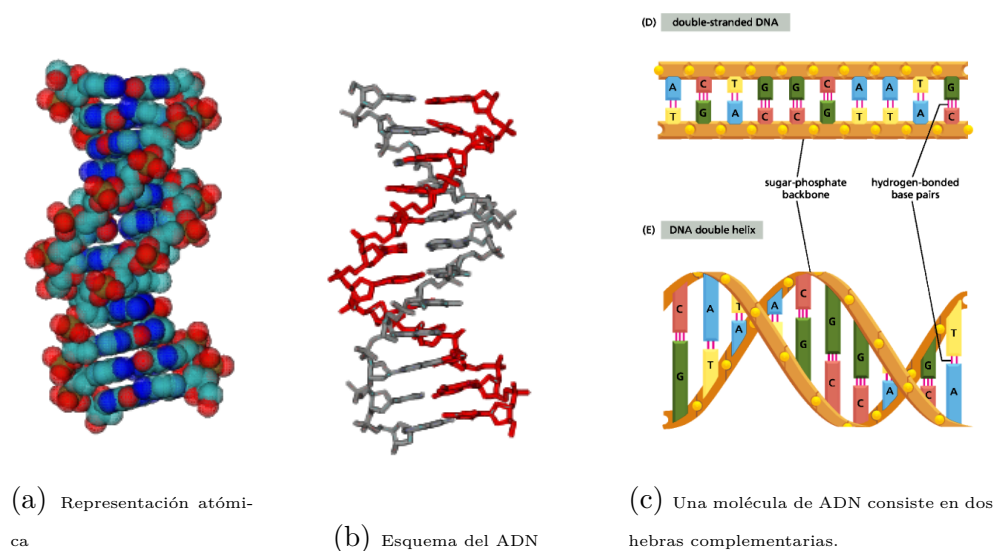 (D) double-stranded DNA
A C T G G C A A T G
T G A C C G T T A C
sugar-phosphate
backbone
hydrogen-bonded
base pairs
(E) DNA double helix
C A T A C G G G T
G T A A G C C A C A
(a) Representación atómi-
ca
(b) Esquema del ADN
(c) Una molécula de ADN consiste en dos
hebras complementarias.